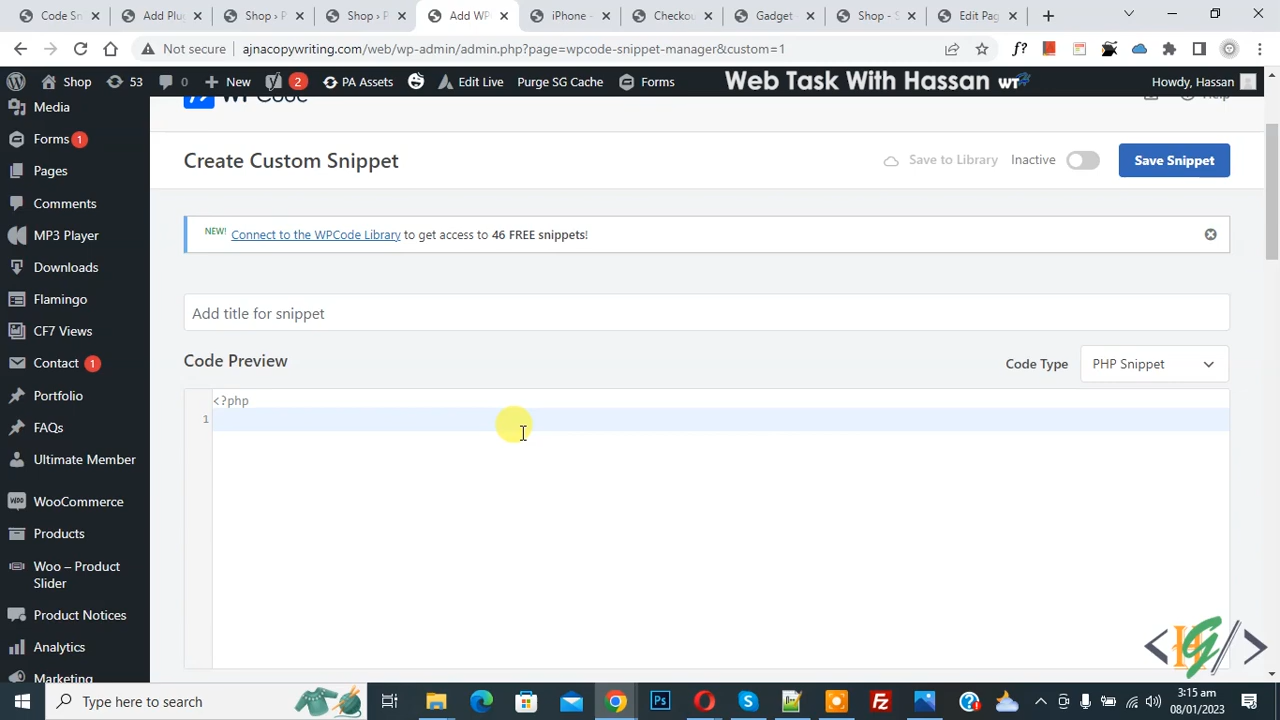 Code Sn
Add Plug
Shop › P
Shop › P
Add WP
iPhone -
Checkou
Gadget
Shop - S
Edit Pag
Not secure
ajnacopywriting.com/web/wp-admin/admin.php?page=wpcode-snippet-manager&custom=1
Shop
53
0
New
2
PA Assets
Edit Live
Purge SG Cache
Forms
Web Task With Hassan
WT
Howdy, Hassan
Media
Forms 1
Pages
Comments
MP3 Player
Downloads
Flamingo
CF7 Views
Contact 1
Portfolio
FAQs
Ultimate Member
WooCommerce
Products
Woo – Product
Slider
Product Notices
Analytics
Marketing
WPCode
Help
Create Custom Snippet
Save to Library
Inactive
Save Snippet
NEW! Connect to the WPCode Library to get access to 46 FREE snippets!
Add title for snippet
Code Preview
Code Type
PHP Snippet
<?php
1
Type here to search
3:15 am
08/01/2023